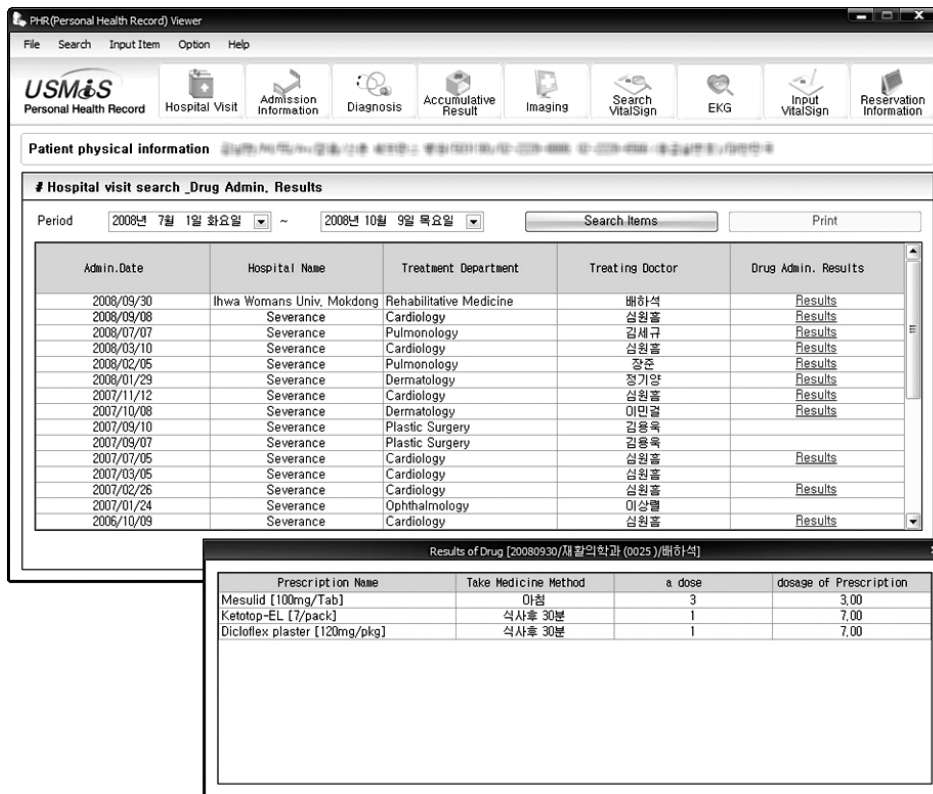 PHR(Personal Health Record) Viewer
File Search Input Item Option Help
USMiS
Personal Health Record
Hospital Visit
Admission Information
Diagnosis
Accumulative Result
Imaging
Search VitalSign
EKG
Input VitalSign
Reservation Information
Patient physical information
# Hospital visit search _Drug Admin. Results
Period 2008년 7월 1일 화요일 ~ 2008년 10월 9일 목요일 Search Items Print
Admin.Date Hospital Name Treatment Department Treating Doctor Drug Admin. Results
2008/09/30 Ihwa Womans Univ. Mokdong Rehabilitative Medicine 배하석 Results
2008/09/08 Severance Cardiology 심원흠 Results
2008/07/07 Severance Pulmonology 김세규 Results
2008/03/10 Severance Cardiology 심원흠 Results
2008/02/05 Severance Pulmonology 장준 Results
2008/01/29 Severance Dermatology 정기양 Results
2007/11/12 Severance Cardiology 심원흠 Results
2007/10/08 Severance Dermatology 이민걸 Results
2007/09/10 Severance Plastic Surgery 김용욱
2007/09/07 Severance Plastic Surgery 김용욱
2007/07/05 Severance Cardiology 심원흠 Results
2007/03/05 Severance Cardiology 심원흠
2007/02/26 Severance Cardiology 심원흠 Results
2007/01/24 Severance Ophthalmology 이상렬
2006/10/09 Severance Cardiology 심원흠 Results
Results of Drug [20080930/재활의학과 (0025 )/배하석]
Prescription Name Take Medicine Method a dose dosage of Prescription
Mesulid [100mg/Tab] 아침 3 3,00
Ketotop-EL [7/pack] 식사후 30분 1 7,00
Dicloflex plaster [120mg/pkg] 식사후 30분 1 7,00